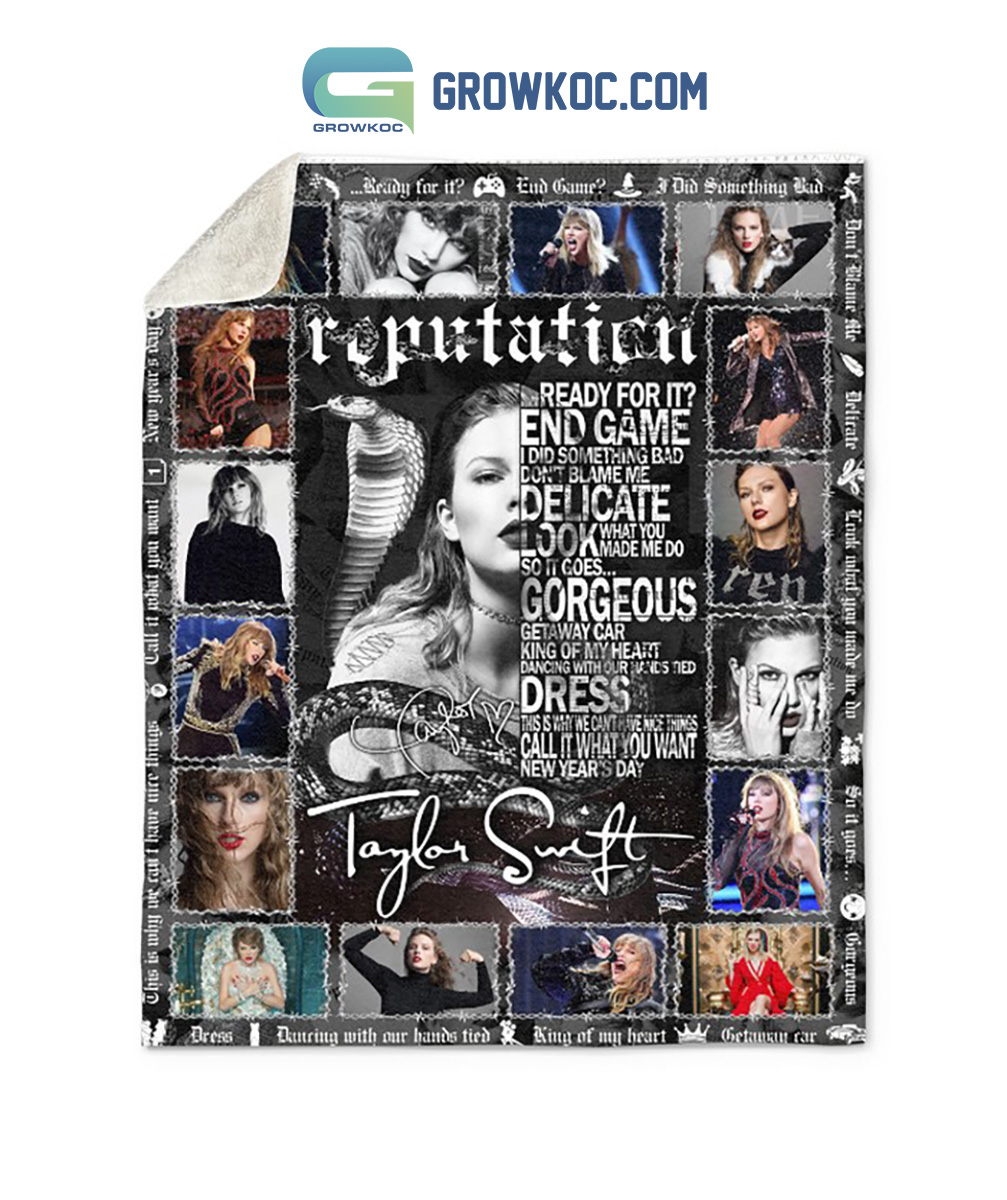 GROWKOC
GROWKOC.COM
...Ready for it?
End Game?
I Did Something Bad
Don't Blame Me
Delicate
Look what you made me do
So it goes...
Gorgeous
Getaway car
King of my heart
Dancing with our hands tied
Dress
This is why we can't have nice things
Call it what you want
New Year's Day
1
reputation
...READY FOR IT?
END GAME
I DID SOMETHING BAD
DON'T BLAME ME
DELICATE
LOOK WHAT YOU
MADE ME DO
SO IT GOES...
GORGEOUS
GETAWAY CAR
KING OF MY HEART
DANCING WITH OUR HANDS TIED
DRESS
THIS IS WHY WE CAN'T HAVE NICE THINGS
CALL IT WHAT YOU WANT
NEW YEAR'S DAY
Taylor
Taylor Swift
rep